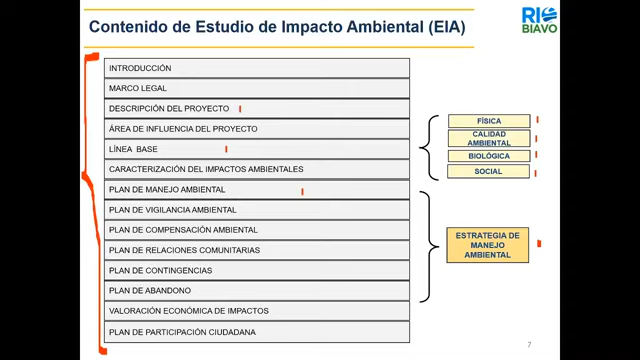 Contenido de Estudio de Impacto Ambiental (EIA)
RIO
BIAVO
INTRODUCCIÓN
MARCO LEGAL
DESCRIPCIÓN DEL PROYECTO
ÁREA DE INFLUENCIA DEL PROYECTO
LÍNEA BASE
CARACTERIZACIÓN DEL IMPACTOS AMBIENTALES
PLAN DE MANEJO AMBIENTAL
PLAN DE VIGILANCIA AMBIENTAL
PLAN DE COMPENSACIÓN AMBIENTAL
PLAN DE RELACIONES COMUNITARIAS
PLAN DE CONTINGENCIAS
PLAN DE ABANDONO
VALORACIÓN ECONÓMICA DE IMPACTOS
PLAN DE PARTICIPACIÓN CIUDADANA
FÍSICA
CALIDAD
AMBIENTAL
BIOLÓGICA
SOCIAL
ESTRATEGIA DE
MANEJO
AMBIENTAL
7